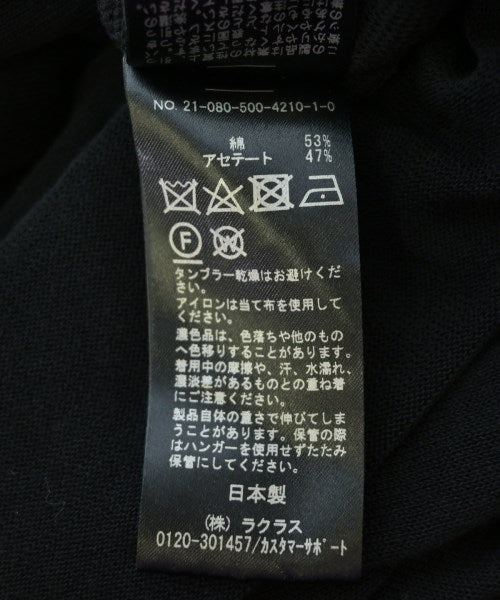 NO. 21-080-500-4210-1-0
綿 53%
アセテート 47%
F
W
タンブラー乾燥はお避けくだ
さい。
アイロンは当て布を使用して
ください。
濃色品は、色落ちや他のもの
へ色移りすることがあります。
着用中の摩擦や、汗、水濡れ、
濃淡差があるものとの重ね着
にご注意ください。
製品自体の重さで伸びてしま
うことがあります。保管の際
はハンガーを使用せずたたみ
保管にしてください。
日本製
(株) ラクラス
0120-301457/カスタマーサポート